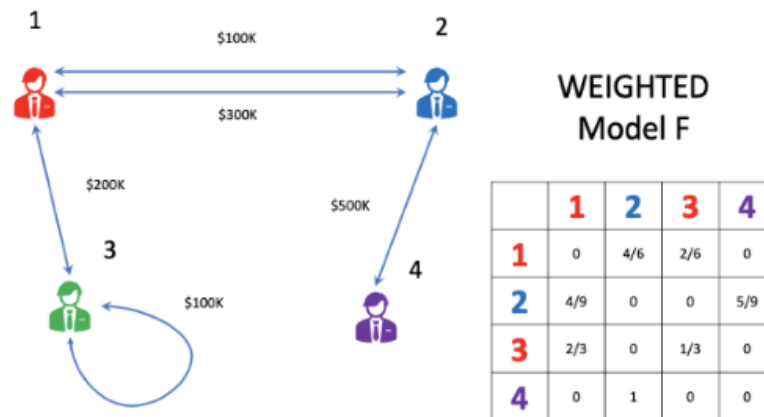 1
2
$100K
$300K
$200K
$500K
3
4
$100K
WEIGHTED
Model F
1 2 3 4
1 0 4/6 2/6 0
2 4/9 0 0 5/9
3 2/3 0 1/3 0
4 0 1 0 0